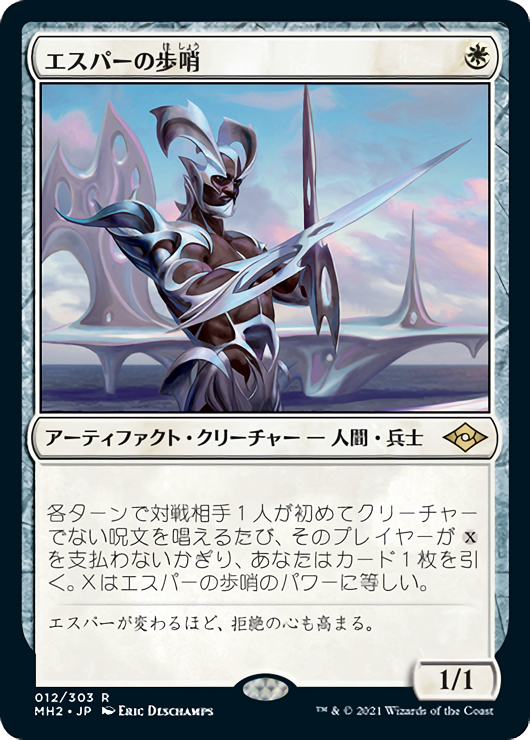 エスパーの歩哨
ほしょう
アーティファクト・クリーチャー — 人間・兵士
各ターンで対戦相手１人が初めてクリーチャー
でない呪文を唱えるたび、そのプレイヤーが X
を支払わないかぎり、あなたはカード１枚を引
く。Xはエスパーの歩哨のパワーに等しい。
エスパーが変わるほど、拒絶の心も高まる。
1/1
012/303 R
MH2 • JP Eric Deschamps
™ & © 2021 Wizards of the Coast